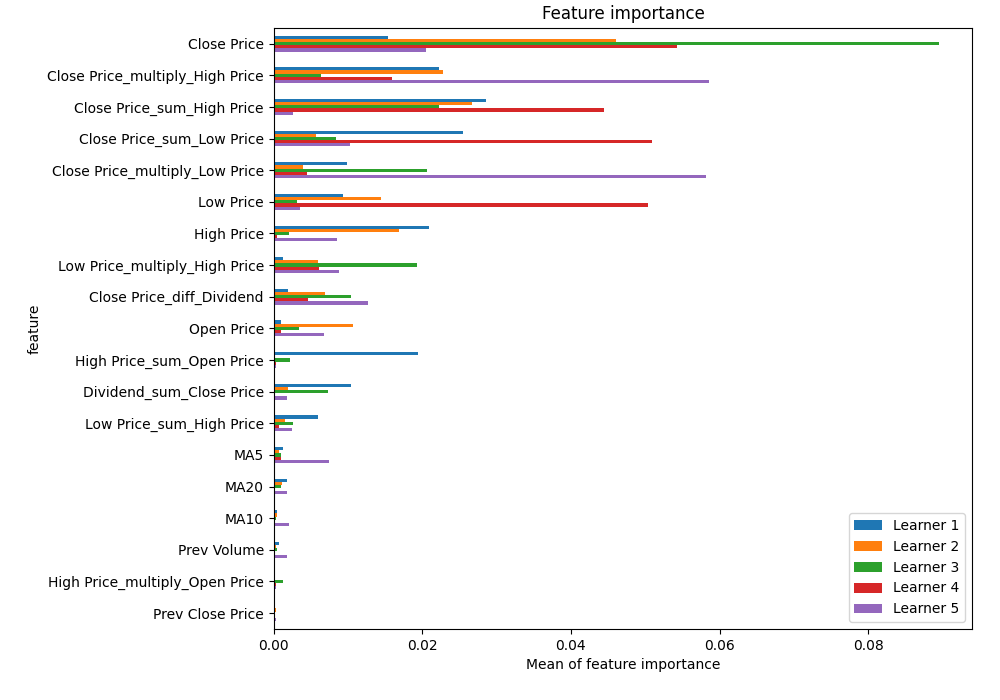 Feature importance
Close Price
Close Price_multiply_High Price
Close Price_sum_High Price
Close Price_sum_Low Price
Close Price_multiply_Low Price
Low Price
High Price
Low Price_multiply_High Price
Close Price_diff_Dividend
Open Price
High Price_sum_Open Price
Dividend_sum_Close Price
Low Price_sum_High Price
MA5
MA20
MA10
Prev Volume
High Price_multiply_Open Price
Prev Close Price
feature
Learner 1
Learner 2
Learner 3
Learner 4
Learner 5
0.00 0.02 0.04 0.06 0.08
Mean of feature importance